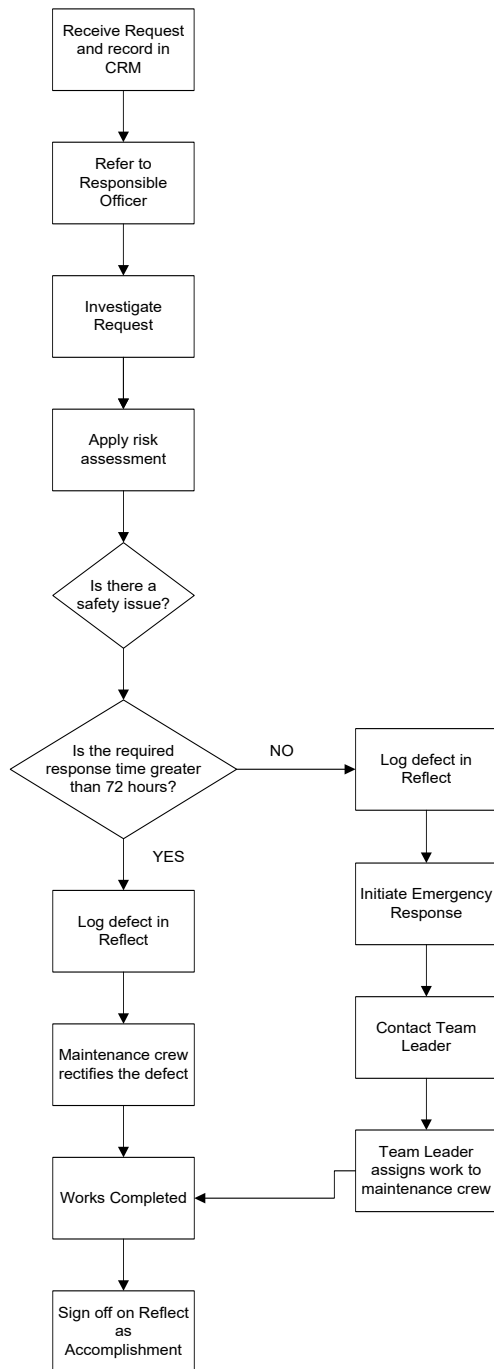 Receive Request
and record in
CRM
Refer to
Responsible
Officer
Investigate
Request
Apply risk
assessment
Is there a
safety issue?
Is the required
response time greater
than 72 hours?
NO
Log defect in
Reflect
YES
Initiate Emergency
Response
Log defect in
Reflect
Contact Team
Leader
Maintenance crew
rectifies the defect
Team Leader
assigns work to
maintenance crew
Works Completed
Sign off on Reflect
as
Accomplishment